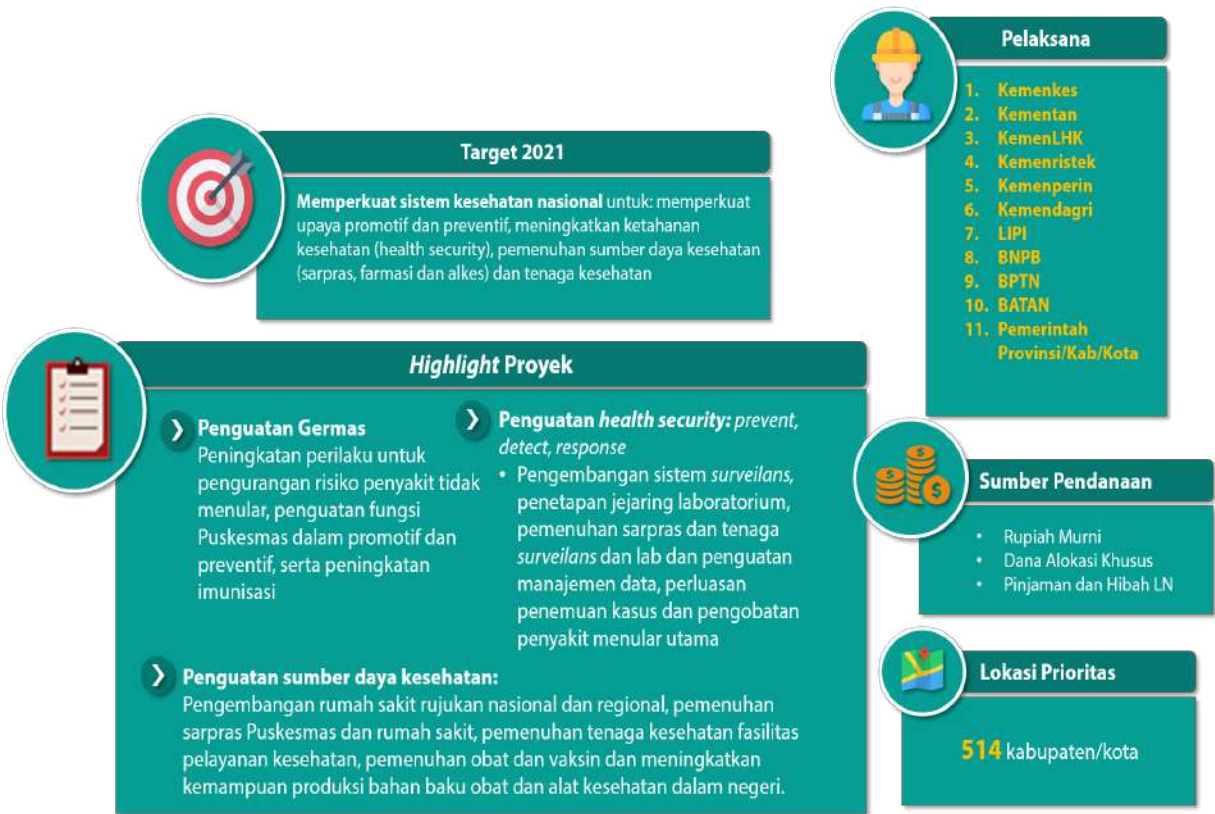 Target 2021
Memperkuat sistem kesehatan nasional untuk: memperkuat
upaya promotif dan preventif, meningkatkan ketahanan
kesehatan (health security), pemenuhan sumber daya kesehatan
(sarpras, farmasi dan alkes) dan tenaga kesehatan
Highlight Proyek
Penguatan Germas
Peningkatan perilaku untuk
pengurangan risiko penyakit tidak
menular, penguatan fungsi
Puskesmas dalam promotif dan
preventif, serta peningkatan
imunisasi
Penguatan health security: prevent,
detect, response
• Pengembangan sistem surveilans,
penetapan jejaring laboratorium,
pemenuhan sarpras dan tenaga
surveilans dan lab dan penguatan
manajemen data, perluasan
penemuan kasus dan pengobatan
penyakit menular utama
Penguatan sumber daya kesehatan:
Pengembangan rumah sakit rujukan nasional dan regional, pemenuhan
sarpras Puskesmas dan rumah sakit, pemenuhan tenaga kesehatan fasilitas
pelayanan kesehatan, pemenuhan obat dan vaksin dan meningkatkan
kemampuan produksi bahan baku obat dan alat kesehatan dalam negeri.
Pelaksana
1. Kemenkes
2. Kementan
3. KemenLHK
4. Kemenristek
5. Kemenperin
6. Kemendagri
7. LIPI
8. BNPB
9. BPTN
10. BATAN
11. Pemerintah
Provinsi/Kab/Kota
Sumber Pendanaan
• Rupiah Murni
• Dana Alokasi Khusus
• Pinjaman dan Hibah LN
Lokasi Prioritas
514 kabupaten/kota